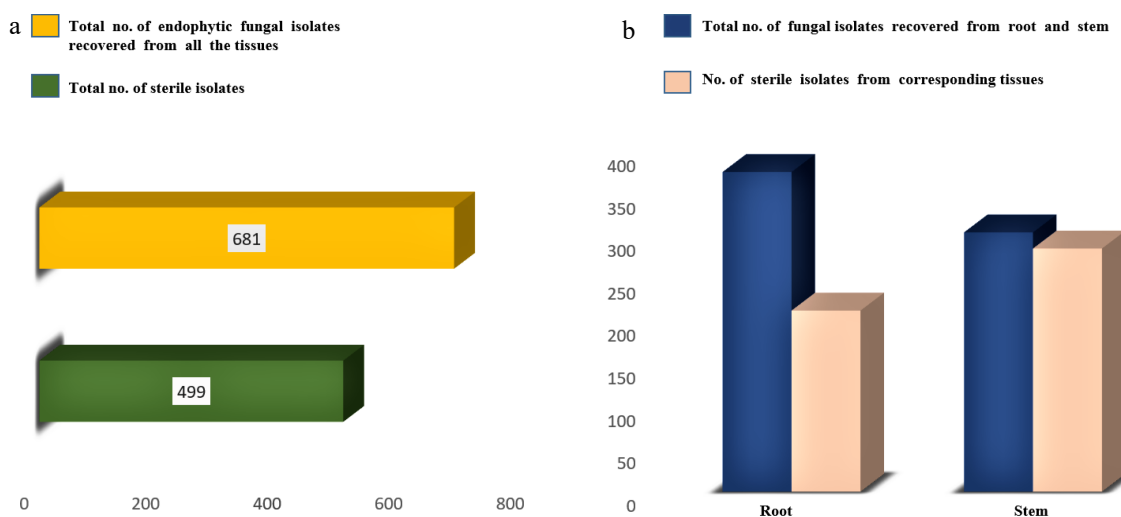 a
Total no. of endophytic fungal isolates
recovered from all the tissues
Total no. of sterile isolates
681
499
0 200 400 600 800
b
Total no. of fungal isolates recovered from root and stem
No. of sterile isolates from corresponding tissues
400
350
300
250
200
150
100
50
0
Root Stem